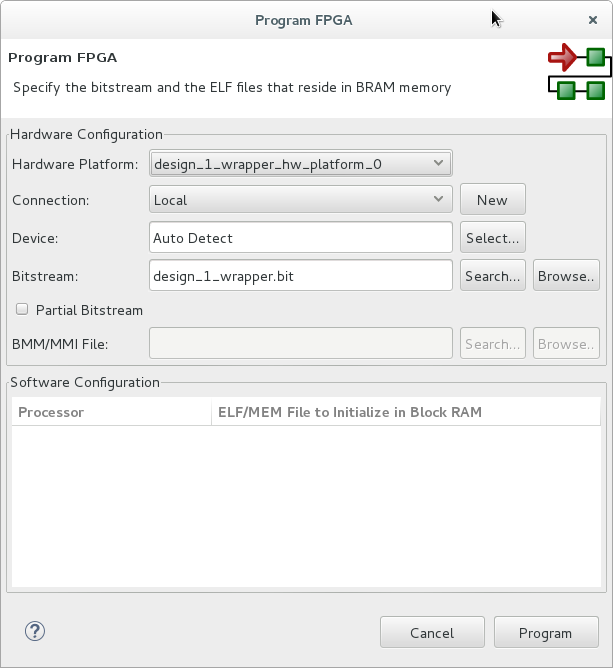 Program FPGA
Program FPGA
Specify the bitstream and the ELF files that reside in BRAM memory
Hardware Configuration
Hardware Platform: design_1_wrapper_hw_platform_0
Connection: Local New
Device: Auto Detect Select...
Bitstream: design_1_wrapper.bit Search... Browse..
Partial Bitstream
BMM/MMI File: Search... Browse..
Software Configuration
Processor ELF/MEM File to Initialize in Block RAM
? Cancel Program